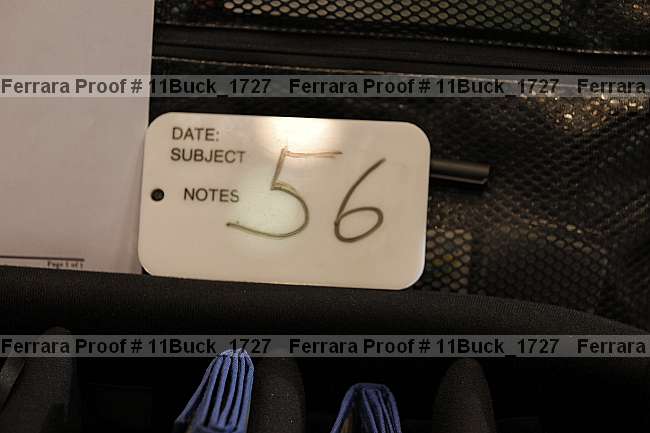 Ferrara Proof # 11Buck_1727 Ferrara Proof # 11Buck_1727 Ferrara
DATE:
SUBJECT
NOTES
56
Page 1 of 1
Ferrara Proof # 11Buck_1727 Ferrara Proof # 11Buck_1727 Ferrara